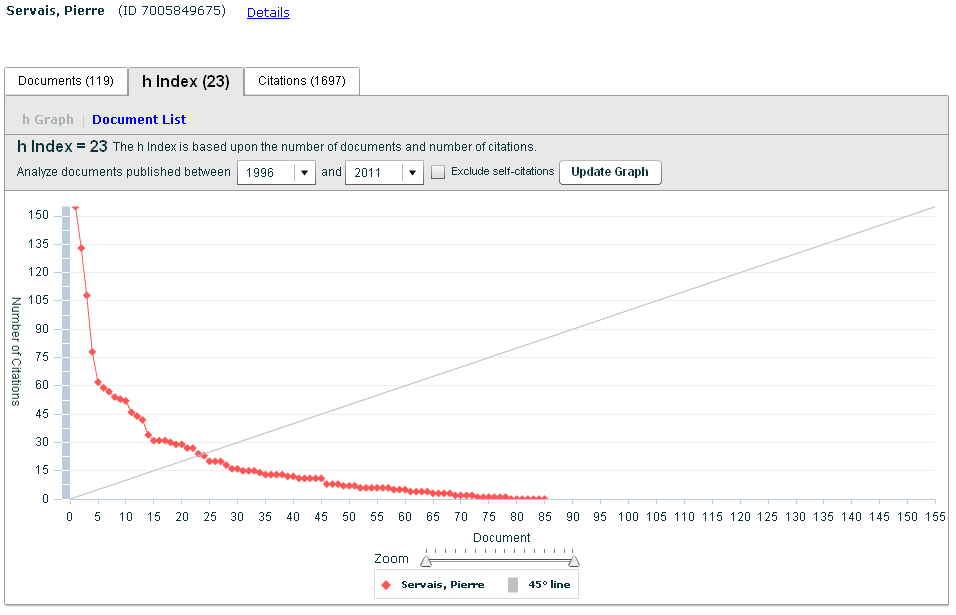 Servais, Pierre (ID 7005849675) Details
Documents (119) h Index (23) Citations (1697)
h Graph | Document List
h Index = 23 The h Index is based upon the number of documents and number of citations.
Analyze documents published between 1996 and 2011 Exclude self-citations Update Graph
Number of Citations
150
135
120
105
90
75
60
45
30
15
0
0 5 10 15 20 25 30 35 40 45 50 55 60 65 70 75 80 85 90 95 100 105 110 115 120 125 130 135 140 145 150 155
Document
Zoom
Servais, Pierre 45° line